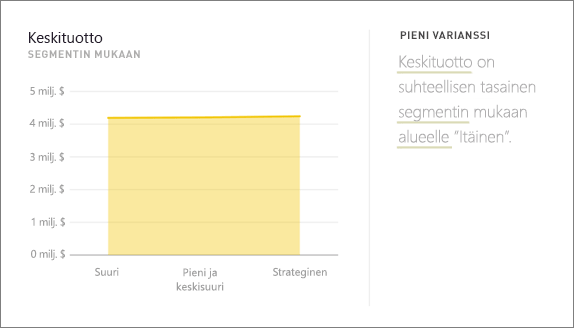 Keskituotto
SEGMENTIN MUKAAN
5 milj. $
4 milj. $
3 milj. $
2 milj. $
1 milj. $
0 milj. $
Suuri
Pieni ja
keskisuuri
Strateginen
PIENI VARIANSSI
Keskituotto on
suhteellisen tasainen
segmentin mukaan
alueelle ”Itäinen”.